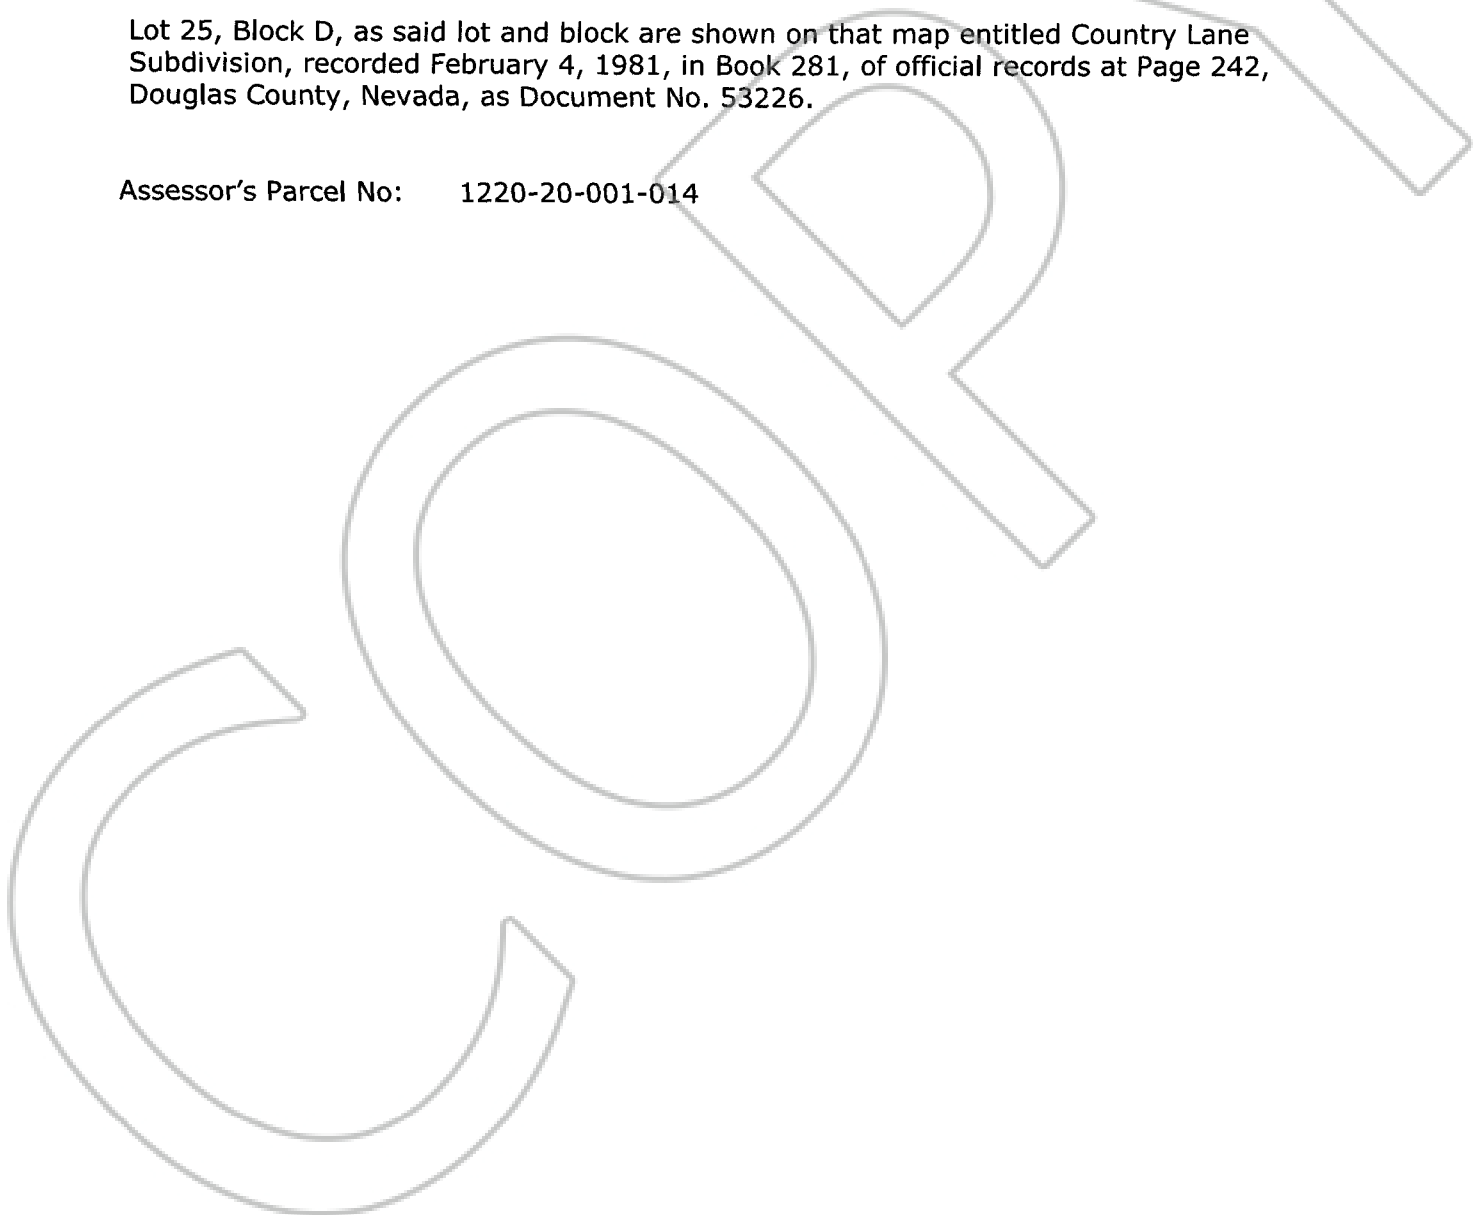 Lot 25, Block D, as said lot and block are shown on that map entitled Country Lane
Subdivision, recorded February 4, 1981, in Book 281, of official records at Page 242,
Douglas County, Nevada, as Document No. 53226.
Assessor's Parcel No: 1220-20-001-014
COPY